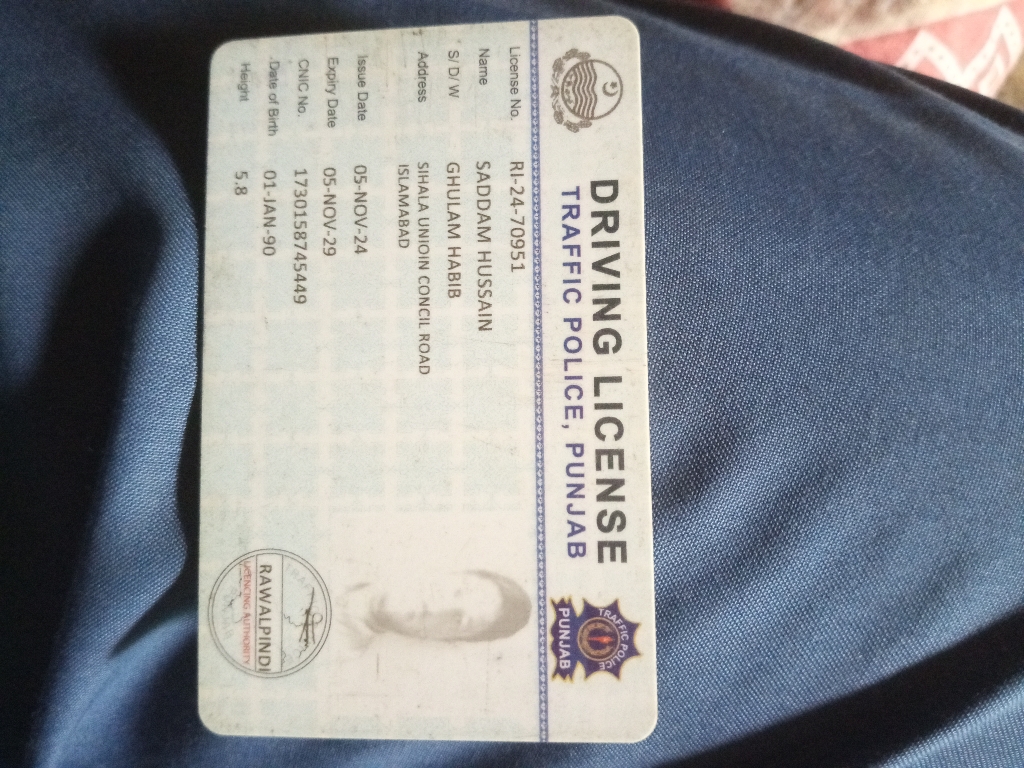 DRIVING LICENSE
TRAFFIC POLICE, PUNJAB
TRAFFIC POLICE
PUNJAB
License No. RI-24-70951
Name SADDAM HUSSAIN
S/ D/ W GHULAM HABIB
Address SIHALA UNIOIN CONCIL ROAD
ISLAMABAD
Issue Date 05-NOV-24
Expiry Date 05-NOV-29
CNIC No. 1730158745449
Date of Birth 01-JAN-90
Height 5.8
RAWALPINDI
LICENCING AUTHORITY